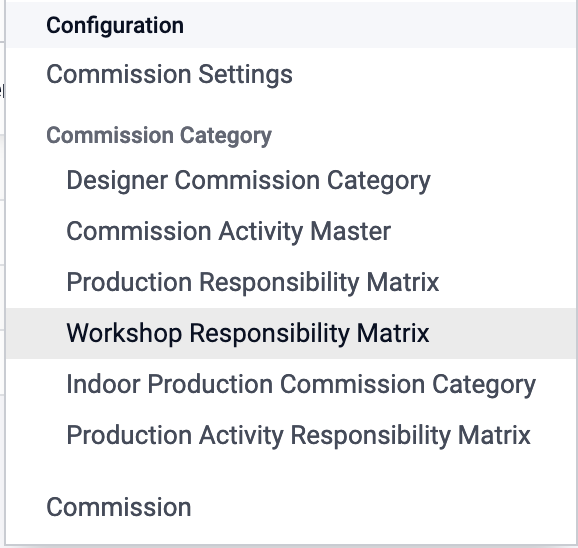 Configuration
Commission Settings
Commission Category
Designer Commission Category
Commission Activity Master
Production Responsibility Matrix
Workshop Responsibility Matrix
Indoor Production Commission Category
Production Activity Responsibility Matrix
Commission